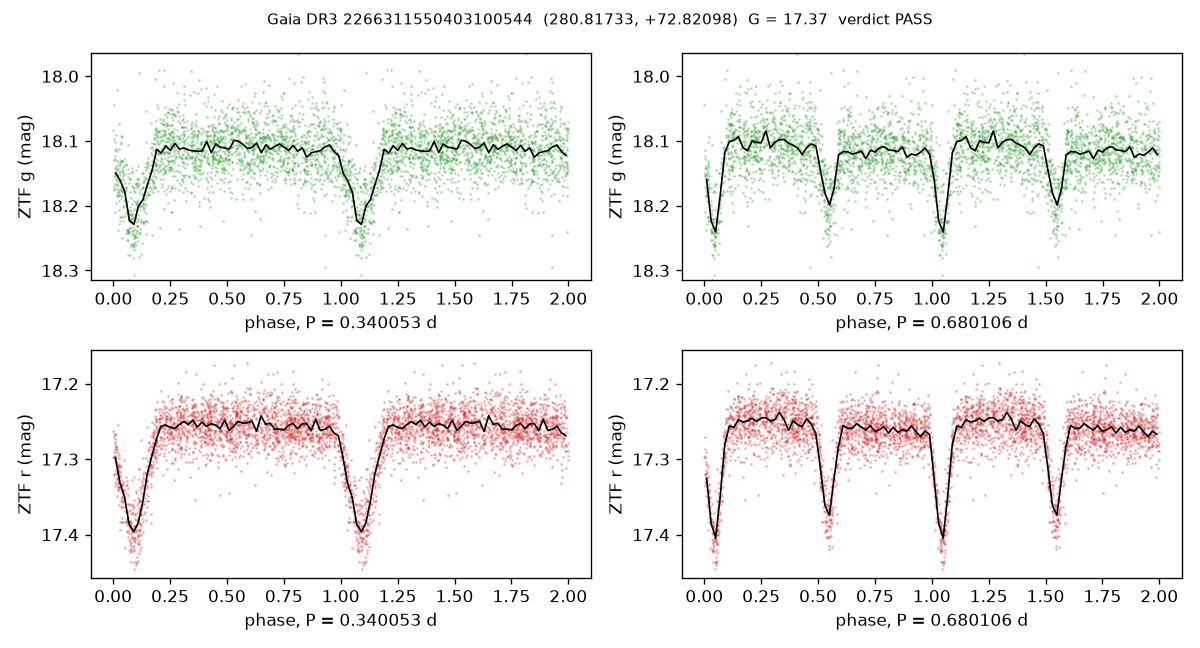 Gaia DR3 2266311550403100544  (280.81733, +72.82098)  G = 17.37  verdict PASS
ZTF g (mag)
18.0
18.1
18.2
18.3
0.00 0.25 0.50 0.75 1.00 1.25 1.50 1.75 2.00
phase, P = 0.340053 d
ZTF g (mag)
18.0
18.1
18.2
18.3
0.00 0.25 0.50 0.75 1.00 1.25 1.50 1.75 2.00
phase, P = 0.680106 d
ZTF r (mag)
17.2
17.3
17.4
0.00 0.25 0.50 0.75 1.00 1.25 1.50 1.75 2.00
phase, P = 0.340053 d
ZTF r (mag)
17.2
17.3
17.4
0.00 0.25 0.50 0.75 1.00 1.25 1.50 1.75 2.00
phase, P = 0.680106 d